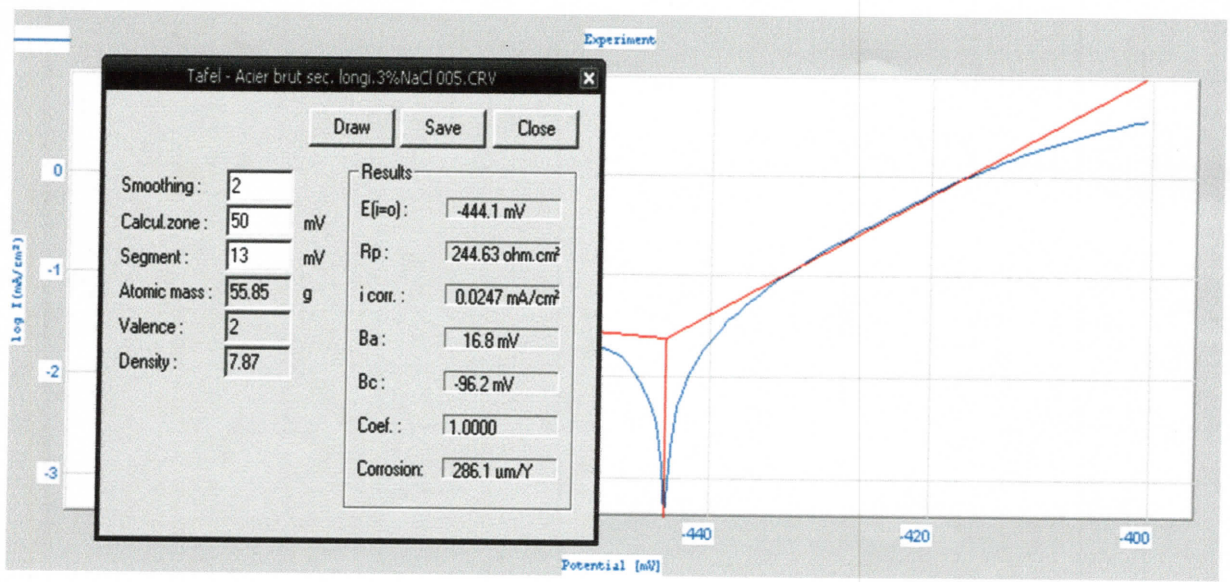 Experiment
Tafel - Acier brut sec. longi.3%NaCl 005.CRV
Draw Save Close
Smoothing : 2
Calcul.zone : 50 mV
Segment : 13 mV
Atomic mass : 55.85 g
Valence : 2
Density : 7.87
Results
E(i=o) : -444.1 mV
Rp : 244.63 ohm.cm²
i corr. : 0.0247 mA/cm²
Ba : 16.8 mV
Bc : -96.2 mV
Coef. : 1.0000
Corrosion: 286.1 um/Y
log I (mA/cm²)
0
-1
-2
-3
-440 -420 -400
Potential [mV]